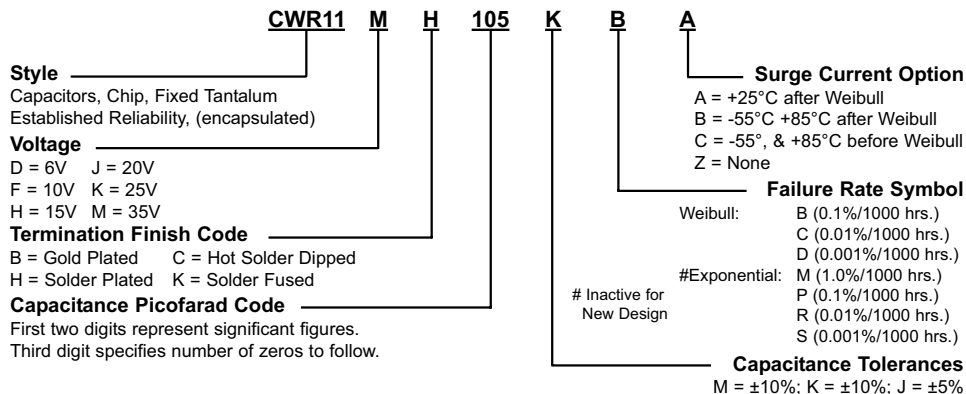 CWR11 M H 105 K B A
Style
Capacitors, Chip, Fixed Tantalum
Established Reliability, (encapsulated)
Voltage
D = 6V J = 20V
F = 10V K = 25V
H = 15V M = 35V
Termination Finish Code
B = Gold Plated C = Hot Solder Dipped
H = Solder Plated K = Solder Fused
Capacitance Picofarad Code
First two digits represent significant figures.
Third digit specifies number of zeros to follow.
Surge Current Option
A = +25°C after Weibull
B = -55°C +85°C after Weibull
C = -55°, & +85°C before Weibull
Z = None
Failure Rate Symbol
Weibull: B (0.1%/1000 hrs.)
C (0.01%/1000 hrs.)
D (0.001%/1000 hrs.)
#Exponential: M (1.0%/1000 hrs.)
P (0.1%/1000 hrs.)
R (0.01%/1000 hrs.)
S (0.001%/1000 hrs.)
# Inactive for
New Design
Capacitance Tolerances
M = ±10%; K = ±10%; J = ±5%